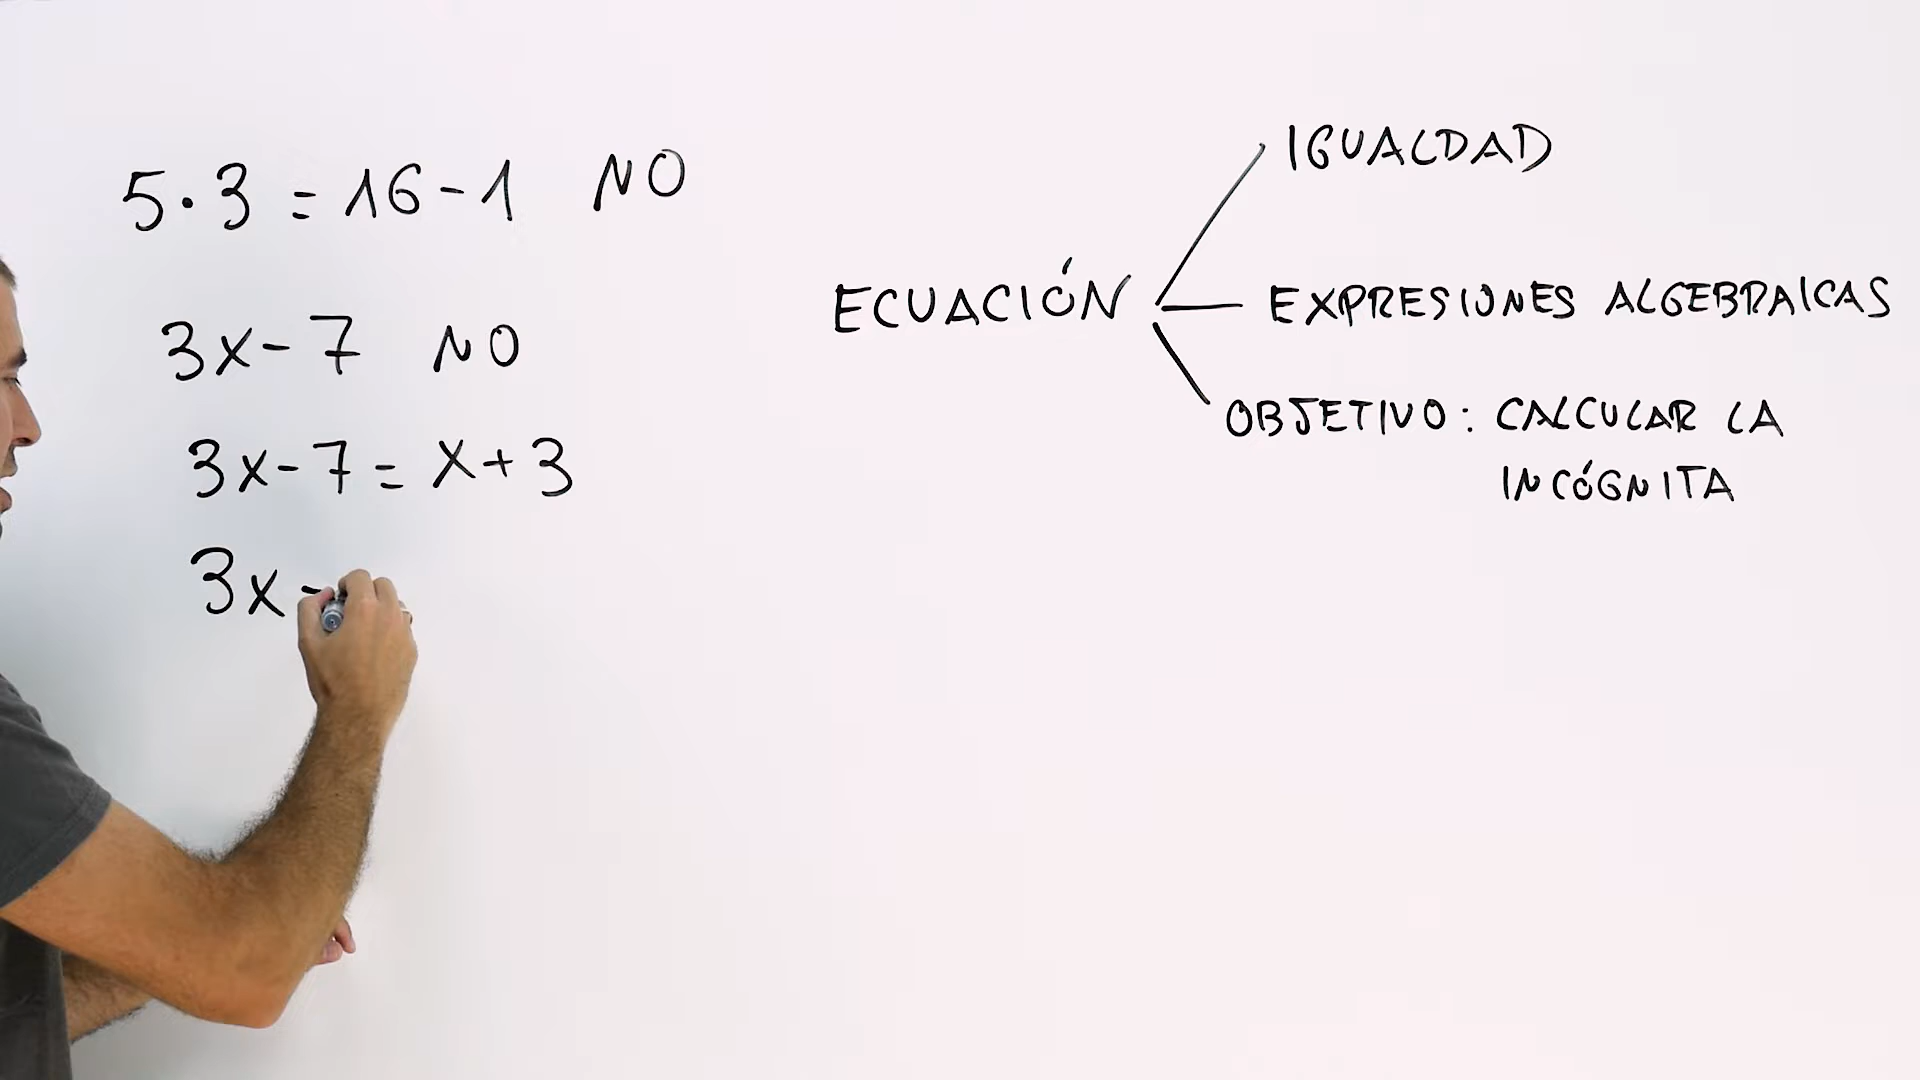 5·3 = 16-1 NO
3x-7 NO
3x-7 = x+3
3x-
ECUACIÓN
IGUALDAD
EXPRESIONES ALGEBRAICAS
OBJETIVO: CALCULAR LA
INCÓGNITA